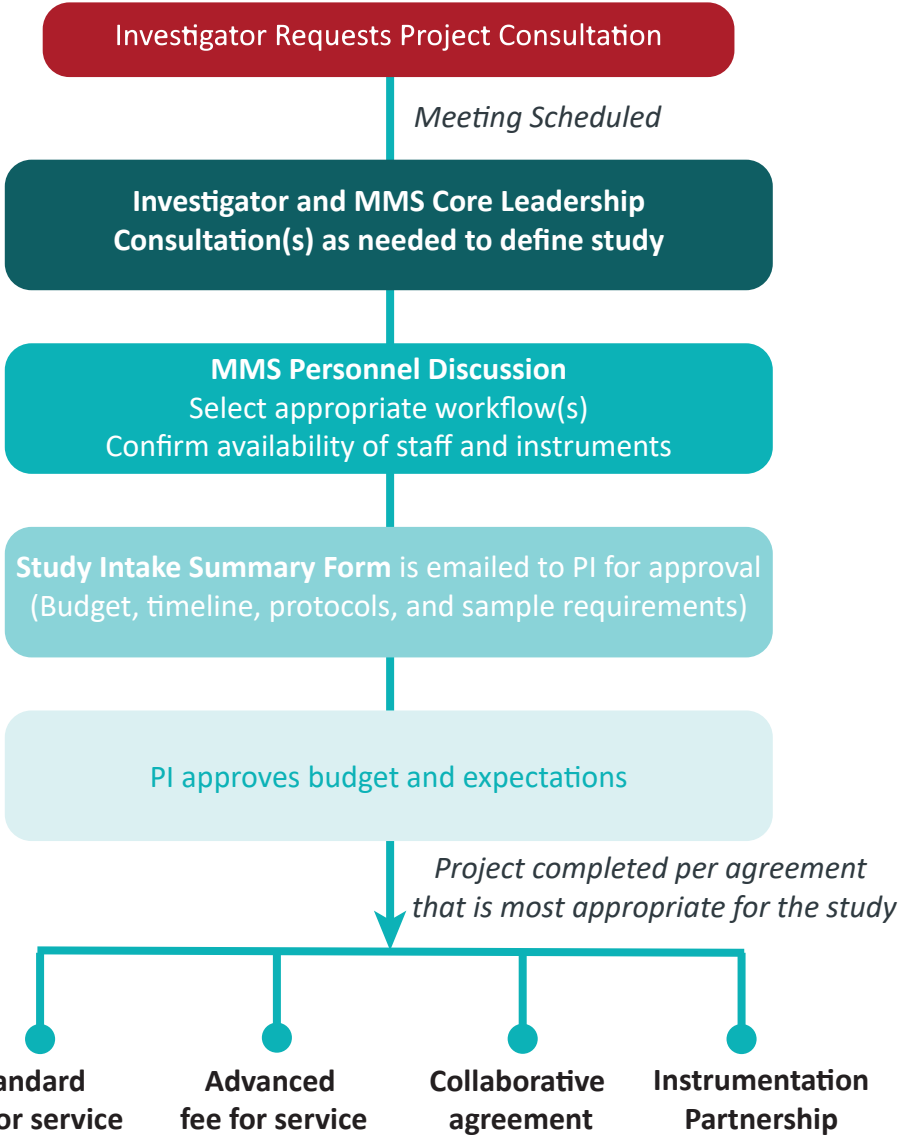 Investigator Requests Project Consultation
Meeting Scheduled
Investigator and MMS Core Leadership
Consultation(s) as needed to define study
MMS Personnel Discussion
Select appropriate workflow(s)
Confirm availability of staff and instruments
Study Intake Summary Form is emailed to PI for approval
(Budget, timeline, protocols, and sample requirements)
PI approves budget and expectations
Project completed per agreement
that is most appropriate for the study
andard
or service
Advanced
fee for service
Collaborative
agreement
Instrumentation
Partnership